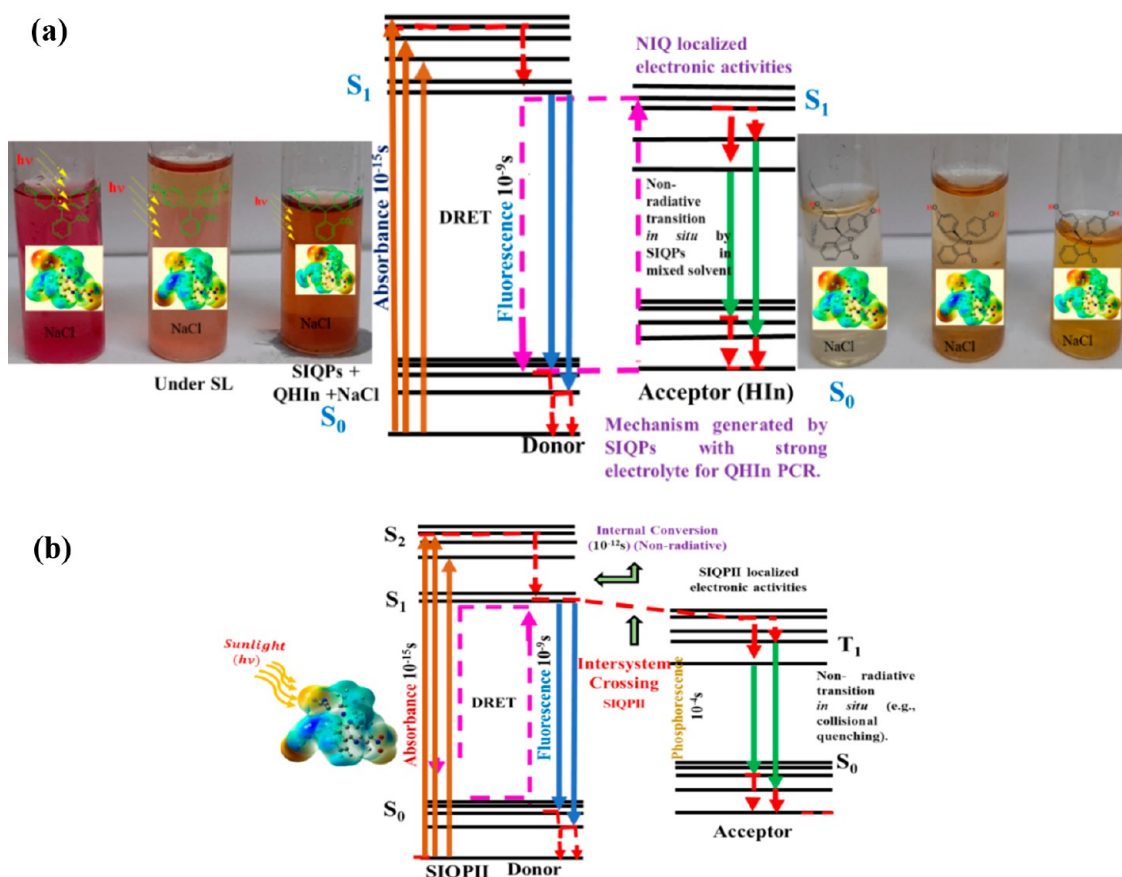 (a)
NIQ localized
electronic activities
S1
S1
Absorbance 10-15s
Fluorescence 10-9s
DRET
Non-
radiative
transition
in situ by
SIQPs in
mixed solvent
hν
hν
hν
NaCl
NaCl
Under SL
SIQPs +
QHIn +NaCl
S0
Donor
Acceptor (HIn)
NaCl
NaCl
NaCl
S0
Mechanism generated by
SIQPs with strong
electrolyte for QHIn PCR.
(b)
S2
Internal Conversion
(10-12s) (Non-radiative)
SIQPII localized
electronic activities
S1
T1
Sunlight
(hν)
Absorbance 10-15s
DRET
Fluorescence 10-9s
Intersystem
Crossing
SIQPII
Phosphorescence
10-4s
Non- radiative
transition
in situ (e.g.,
collisional
quenching).
S0
S0
SIQPII Donor
Acceptor